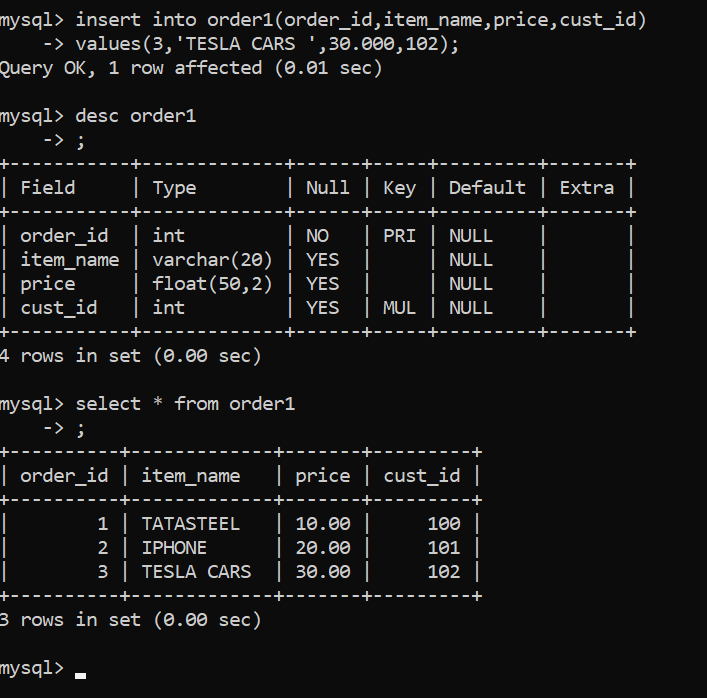 mysql> insert into order1(order_id,item_name,price,cust_id)
    -> values(3,'TESLA CARS ',30.000,102);
Query OK, 1 row affected (0.01 sec)

mysql> desc order1
    -> ;
+-----------+-------------+------+-----+---------+-------+
| Field     | Type        | Null | Key | Default | Extra |
+-----------+-------------+------+-----+---------+-------+
| order_id  | int         | NO   | PRI | NULL    |       |
| item_name | varchar(20) | YES  |     | NULL    |       |
| price     | float(50,2) | YES  |     | NULL    |       |
| cust_id   | int         | YES  | MUL | NULL    |       |
+-----------+-------------+------+-----+---------+-------+
4 rows in set (0.00 sec)

mysql> select * from order1
    -> ;
+----------+-------------+-------+---------+
| order_id | item_name   | price | cust_id |
+----------+-------------+-------+---------+
|        1 | TATASTEEL   | 10.00 |     100 |
|        2 | IPHONE      | 20.00 |     101 |
|        3 | TESLA CARS  | 30.00 |     102 |
+----------+-------------+-------+---------+
3 rows in set (0.00 sec)

mysql>